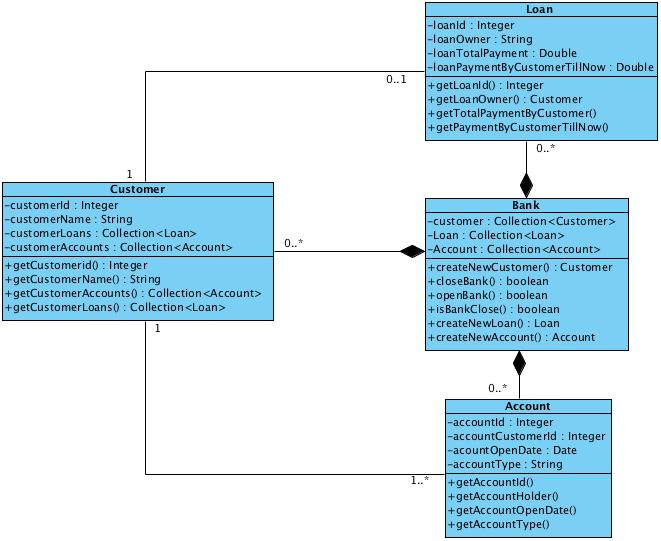 Loan
-loanId : Integer
-loanOwner : String
-loanTotalPayment : Double
-loanPaymentByCustomerTillNow : Double
+getLoanId() : Integer
+getLoanOwner() : Customer
+getTotalPaymentByCustomer()
+getPaymentByCustomerTillNow()
0..1
0..*
1
Customer
-customerId : Integer
-customerName : String
-customerLoans : Collection<Loan>
-customerAccounts : Collection<Account>
+getCustomerid() : Integer
+getCustomerName() : String
+getCustomerAccounts() : Collection<Account>
+getCustomerLoans() : Collection<Loan>
0..*
Bank
-customer : Collection<Customer>
-Loan : Collection<Loan>
-Account : Collection<Account>
+createNewCustomer() : Customer
+closeBank() : boolean
+openBank() : boolean
+isBankClose() : boolean
+createNewLoan() : Loan
+createNewAccount() : Account
1
0..*
Account
-accountId : Integer
-accountCustomerId : Integer
-acountOpenDate : Date
-accountType : String
+getAccountId()
+getAccountHolder()
+getAccountOpenDate()
+getAccountType()
1..*